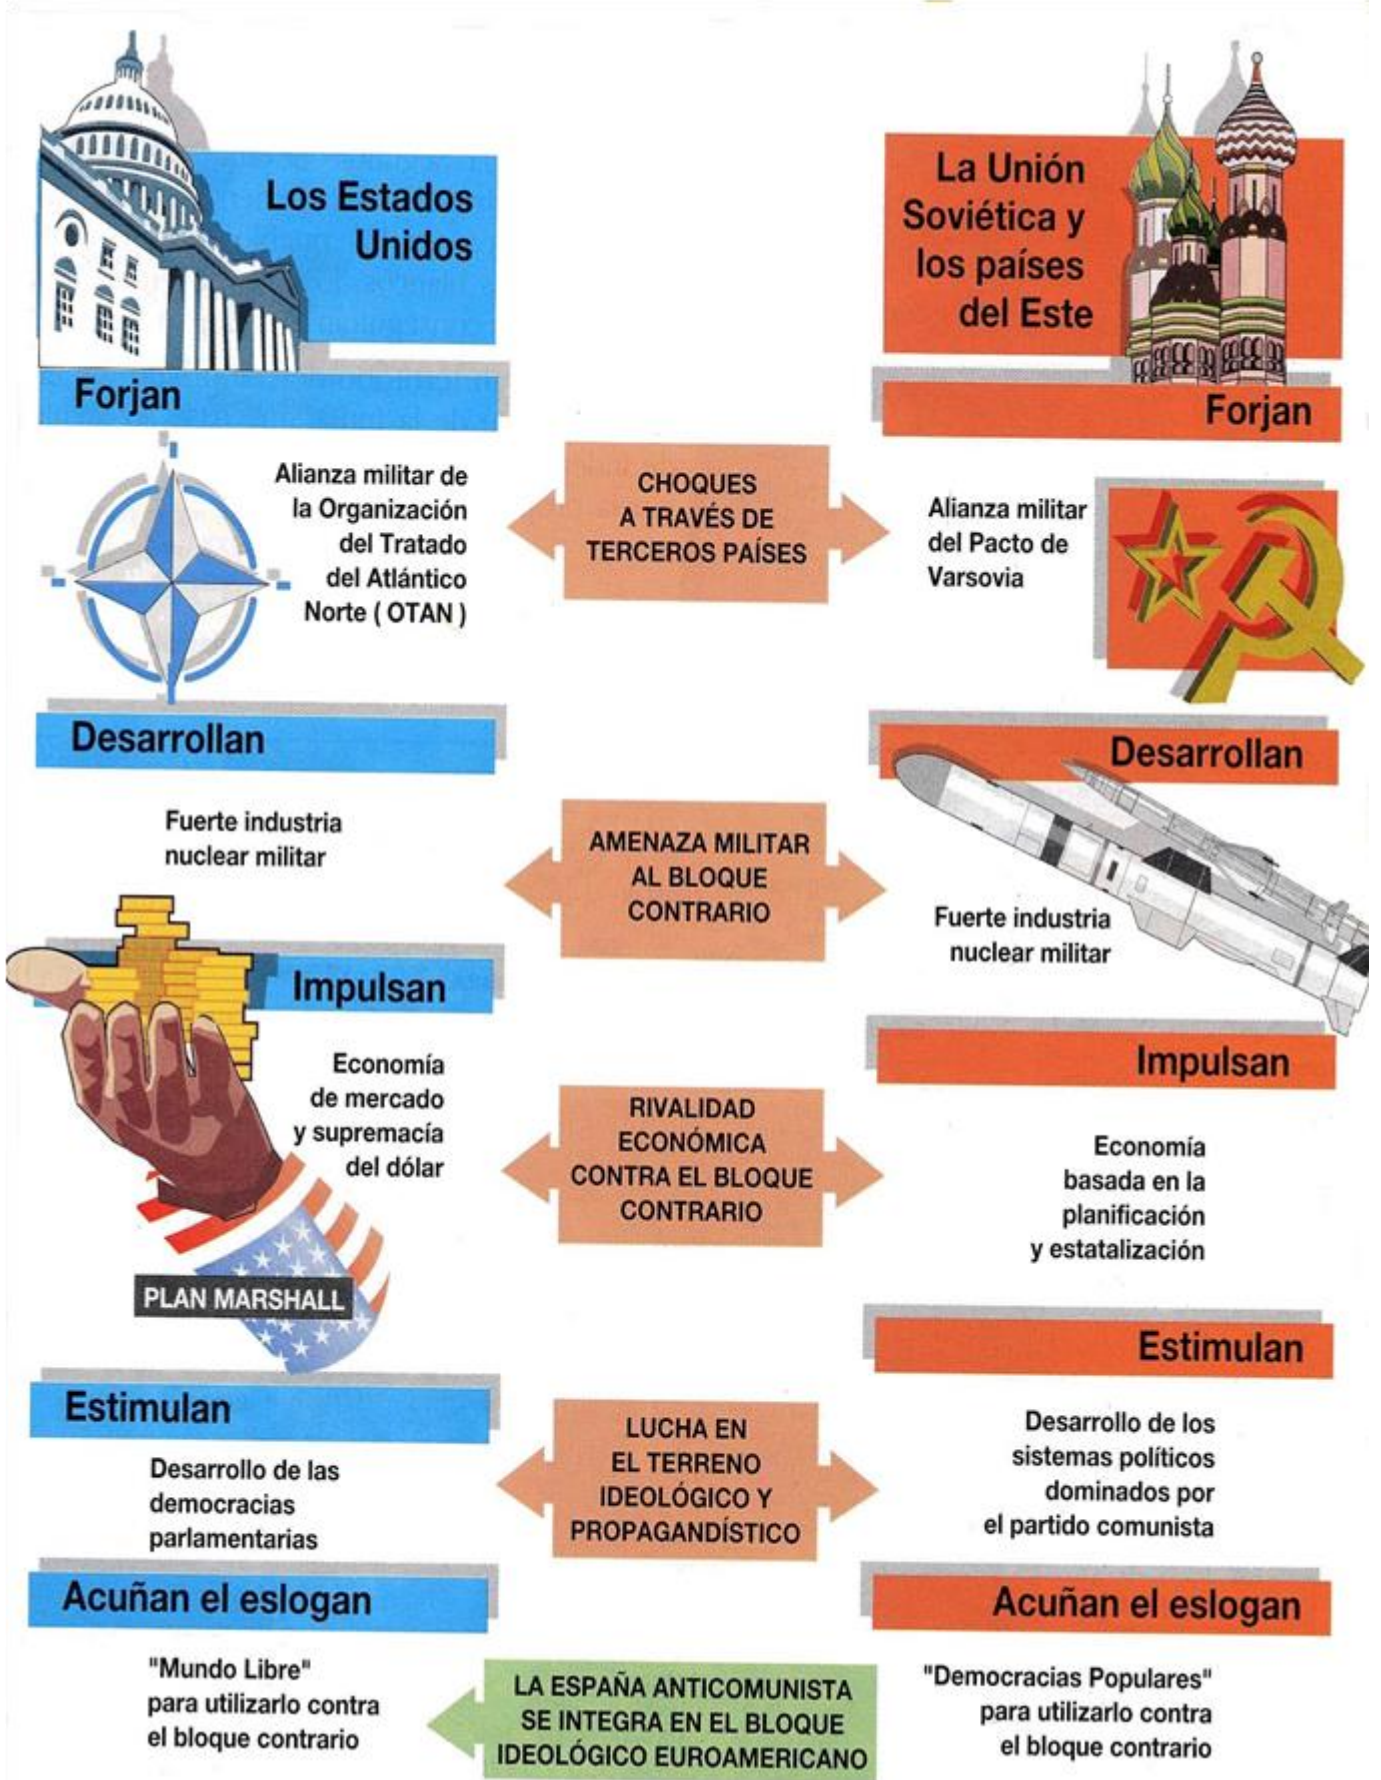 Los Estados
Unidos
Forjan
Alianza militar de
la Organización
del Tratado
del Atlántico
Norte ( OTAN )
Desarrollan
Fuerte industria
nuclear militar
Impulsan
Economía
de mercado
y supremacía
del dólar
PLAN MARSHALL
Estimulan
Desarrollo de las
democracias
parlamentarias
Acuñan el eslogan
"Mundo Libre"
para utilizarlo contra
el bloque contrario
CHOQUES
A TRAVÉS DE
TERCEROS PAÍSES
AMENAZA MILITAR
AL BLOQUE
CONTRARIO
RIVALIDAD
ECONÓMICA
CONTRA EL BLOQUE
CONTRARIO
LUCHA EN
EL TERRENO
IDEOLÓGICO Y
PROPAGANDÍSTICO
LA ESPAÑA ANTICOMUNISTA
SE INTEGRA EN EL BLOQUE
IDEOLÓGICO EUROAMERICANO
La Unión
Soviética y
los países
del Este
Forjan
Alianza militar
del Pacto de
Varsovia
Desarrollan
Fuerte industria
nuclear militar
Impulsan
Economía
basada en la
planificación
y estatalización
Estimulan
Desarrollo de los
sistemas políticos
dominados por
el partido comunista
Acuñan el eslogan
"Democracias Populares"
para utilizarlo contra
el bloque contrario